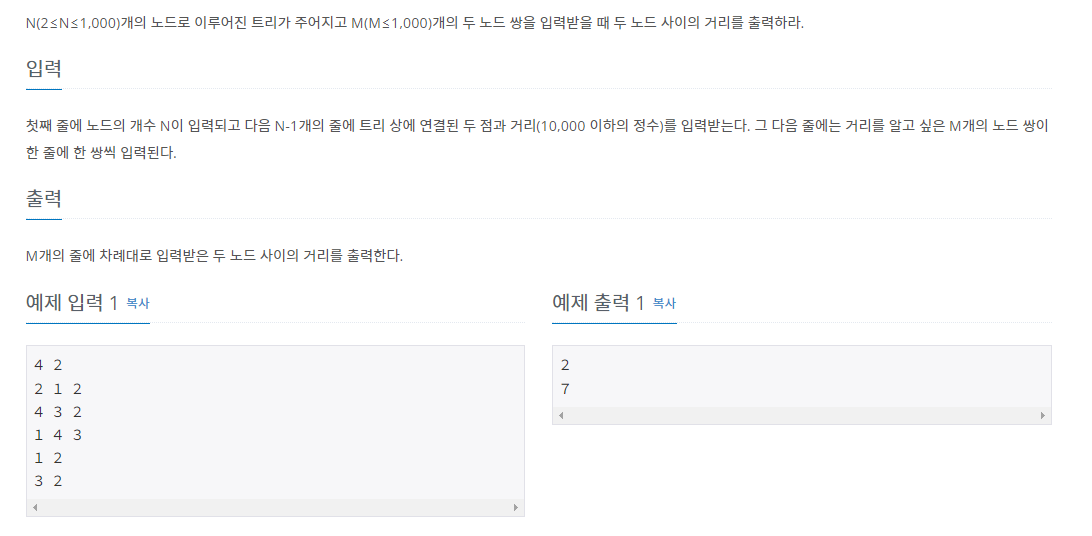 N(2≤N≤1,000)개의 노드로 이루어진 트리가 주어지고 M(M≤1,000)개의 두 노드 쌍을 입력받을 때 두 노드 사이의 거리를 출력하라.
입력
첫째 줄에 노드의 개수 N이 입력되고 다음 N-1개의 줄에 트리 상에 연결된 두 점과 거리(10,000 이하의 정수)를 입력받는다. 그 다음 줄에는 거리를 알고 싶은 M개의 노드 쌍이
한 줄에 한 쌍씩 입력된다.
출력
M개의 줄에 차례대로 입력받은 두 노드 사이의 거리를 출력한다.
예제 입력 1 복사
4 2
2 1 2
4 3 2
1 4 3
1 2
3 2
예제 출력 1 복사
2
7